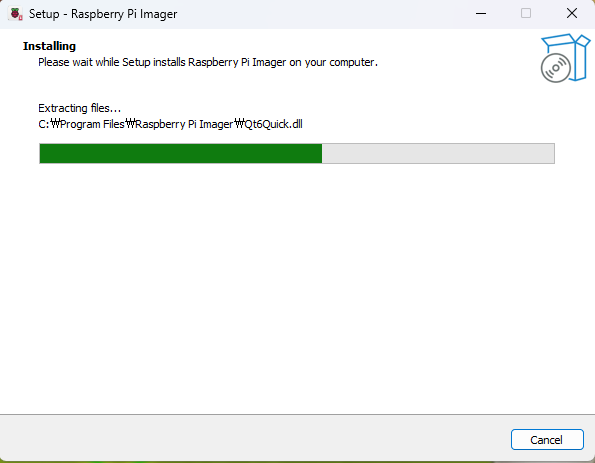 Setup - Raspberry Pi Imager
Installing
Please wait while Setup installs Raspberry Pi Imager on your computer.
Extracting files...
C:₩Program Files₩Raspberry Pi Imager₩Qt6Quick.dll
Cancel